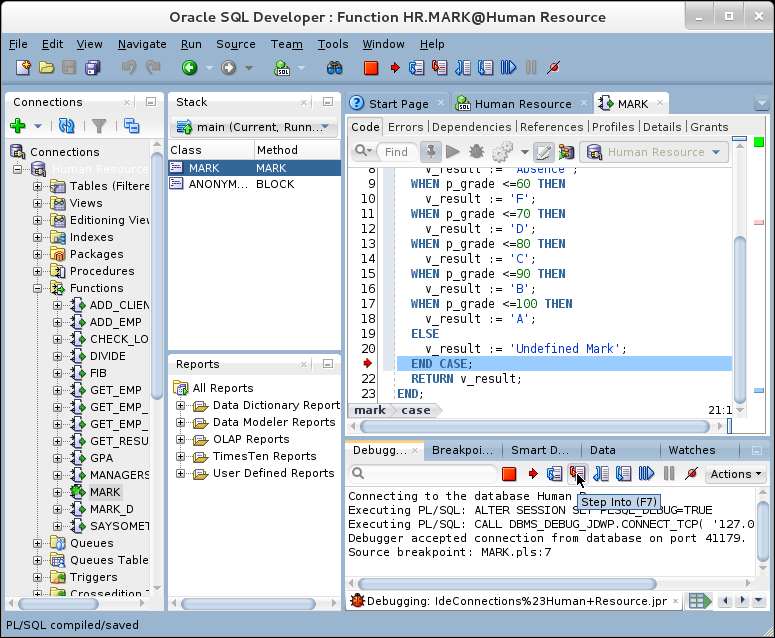 Oracle SQL Developer : Function HR.MARK@Human Resource
File Edit View Navigate Run Source Team Tools Window Help
SQL
Connections
Connections
Human Resource
Tables (Filtere
Views
Editioning View
Indexes
Packages
Procedures
Functions
ADD_CLIEN
ADD_EMP
CHECK_LO
DIVIDE
FIB
GET_EMP
GET_EMP_
GET_EMP_
GET_RESU
GPA
MANAGERS
MARK
MARK_D
SAYSOMET
Queues
Queues Table
Triggers
Crossedition T
Stack
main (Current, Runn...
Class Method
MARK MARK
ANONYM... BLOCK
Reports
All Reports
Data Dictionary Report
Data Modeler Reports
OLAP Reports
TimesTen Reports
User Defined Reports
Start Page Human Resource MARK
Code Errors Dependencies References Profiles Details Grants
Find Human Resource
8 v_result := 'Absence';
9 WHEN p_grade <=60 THEN
10 v_result := 'F';
11 WHEN p_grade <=70 THEN
12 v_result := 'D';
13 WHEN p_grade <=80 THEN
14 v_result := 'C';
15 WHEN p_grade <=90 THEN
16 v_result := 'B';
17 WHEN p_grade <=100 THEN
18 v_result := 'A';
19 ELSE
20 v_result := 'Undefined Mark';
END CASE;
22 RETURN v_result;
23 END;
mark case 21:1
Debugg... Breakpoi... Smart D... Data Watches
Actions
Connecting to the database Human
Executing PL/SQL: ALTER SESSION SET PLSQL_DEBUG=TRUE
Step Into (F7)
Executing PL/SQL: CALL DBMS_DEBUG_JDWP.CONNECT_TCP( '127.0
Debugger accepted connection from database on port 41179.
Source breakpoint: MARK.pls:7
Debugging: IdeConnections%23Human+Resource.jpr
PL/SQL compiled/saved